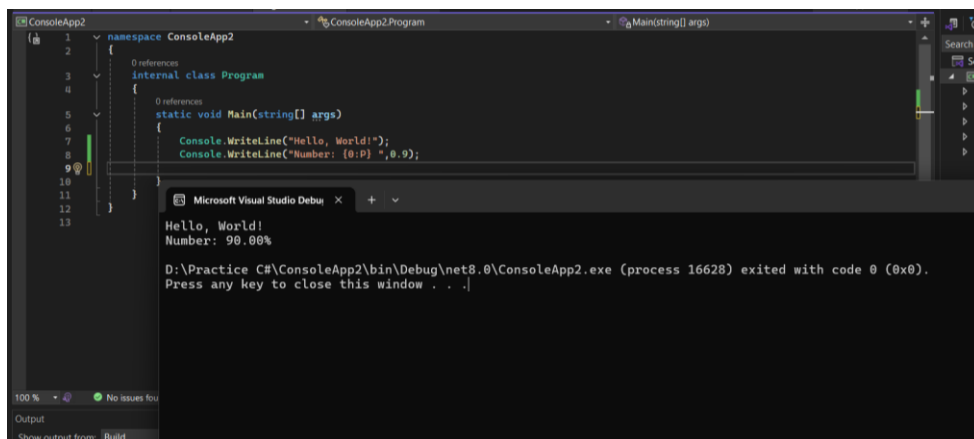 ConsoleApp2
ConsoleApp2.Program
Main(string[] args)
Search
1 namespace ConsoleApp2
2 {
0 references
3 internal class Program
4 {
0 references
5 static void Main(string[] args)
6 {
7 Console.WriteLine("Hello, World!");
8 Console.WriteLine("Number: {0:P} ",0.9);
9
10 }
11 }
12 }
13
Microsoft Visual Studio Debu
Hello, World!
Number: 90.00%
D:\Practice C#\ConsoleApp2\bin\Debug\net8.0\ConsoleApp2.exe (process 16628) exited with code 0 (0x0).
Press any key to close this window . . .
100 %
No issues fou
Output
Show output from: Build